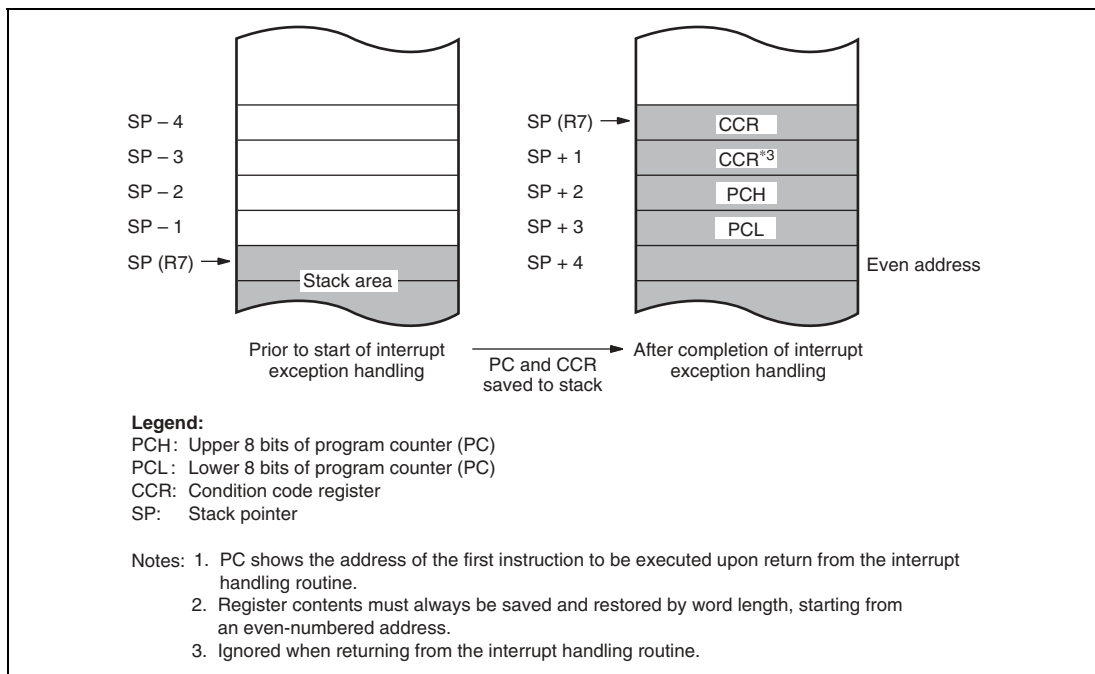 SP – 4
SP – 3
SP – 2
SP – 1
SP (R7)
Stack area
SP (R7)
SP + 1
SP + 2
SP + 3
SP + 4
CCR
CCR*3
PCH
PCL
Even address
Prior to start of interrupt
exception handling
PC and CCR
saved to stack
After completion of interrupt
exception handling
Legend:
PCH: Upper 8 bits of program counter (PC)
PCL: Lower 8 bits of program counter (PC)
CCR: Condition code register
SP: Stack pointer
Notes: 1. PC shows the address of the first instruction to be executed upon return from the interrupt
handling routine.
2. Register contents must always be saved and restored by word length, starting from
an even-numbered address.
3. Ignored when returning from the interrupt handling routine.